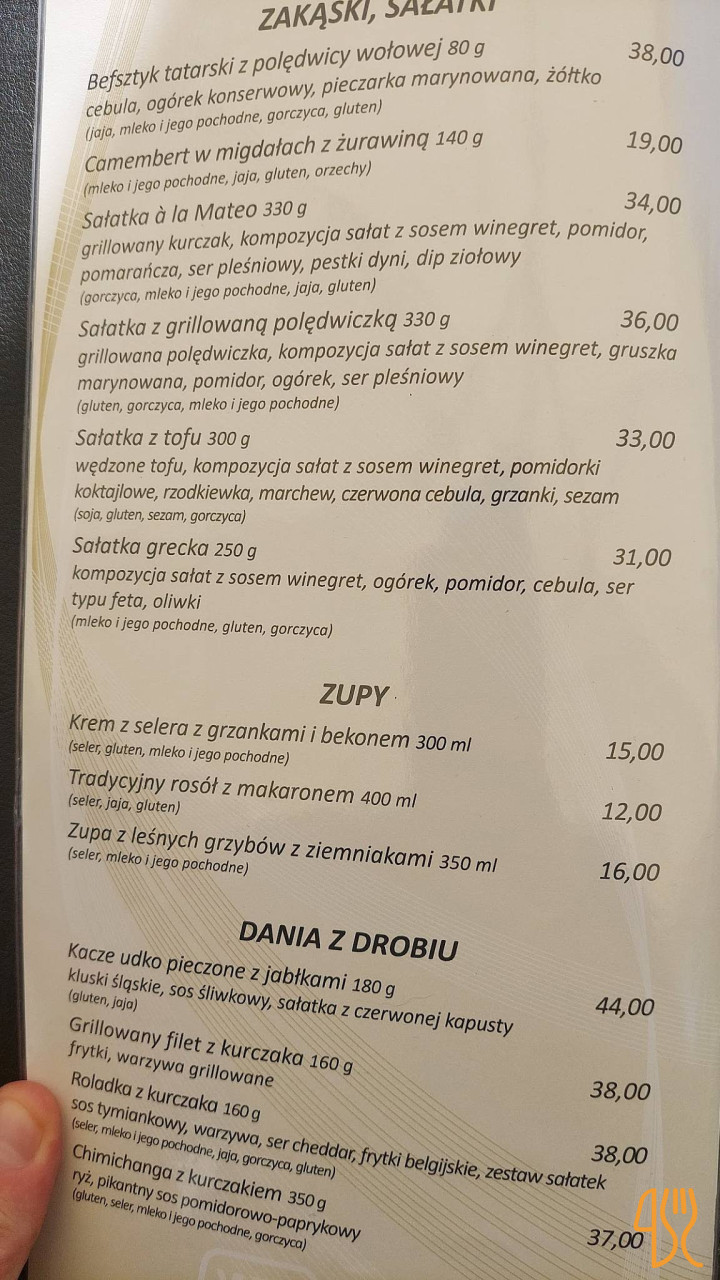 ZAKĄSKI, SAŁATKI
Befsztyk tatarski z polędwicy wołowej 80 g 38,00
cebula, ogórek konserwowy, pieczarka marynowana, żółtko
(jaja, mleko i jego pochodne, gorczyca, gluten)
Camembert w migdałach z żurawiną 140 g 19,00
(mleko i jego pochodne, jaja, gluten, orzechy)
Sałatka à la Mateo 330 g 34,00
grillowany kurczak, kompozycja sałat z sosem winegret, pomidor,
pomarańcza, ser pleśniowy, pestki dyni, dip ziołowy
(gorczyca, mleko i jego pochodne, jaja, gluten)
Sałatka z grillowaną polędwiczką 330 g 36,00
grillowana polędwiczka, kompozycja sałat z sosem winegret, gruszka
marynowana, pomidor, ogórek, ser pleśniowy
(gluten, gorczyca, mleko i jego pochodne)
Sałatka z tofu 300 g 33,00
wędzone tofu, kompozycja sałat z sosem winegret, pomidorki
koktajlowe, rzodkiewka, marchew, czerwona cebula, grzanki, sezam
(soja, gluten, sezam, gorczyca)
Sałatka grecka 250 g 31,00
kompozycja sałat z sosem winegret, ogórek, pomidor, cebula, ser
typu feta, oliwki
(mleko i jego pochodne, gluten, gorczyca)
ZUPY
Krem z selera z grzankami i bekonem 300 ml 15,00
(seler, gluten, mleko i jego pochodne)
Tradycyjny rosół z makaronem 400 ml 12,00
(seler, jaja, gluten)
Zupa z leśnych grzybów z ziemniakami 350 ml 16,00
(seler, mleko i jego pochodne)
DANIA Z DROBIU
Kacze udko pieczone z jabłkami 180 g 44,00
kluski śląskie, sos śliwkowy, sałatka z czerwonej kapusty
(gluten, jaja)
Grillowany filet z kurczaka 160 g 38,00
frytki, warzywa grillowane
Roladka z kurczaka 160 g 38,00
sos tymiankowy, warzywa, ser cheddar, frytki belgijskie, zestaw sałatek
(seler, mleko i jego pochodne, jaja, gorczyca, gluten)
Chimichanga z kurczakiem 350 g 37,00
ryż, pikantny sos pomidorowo-paprykowy
(gluten, seler, mleko i jego pochodne, gorczyca)